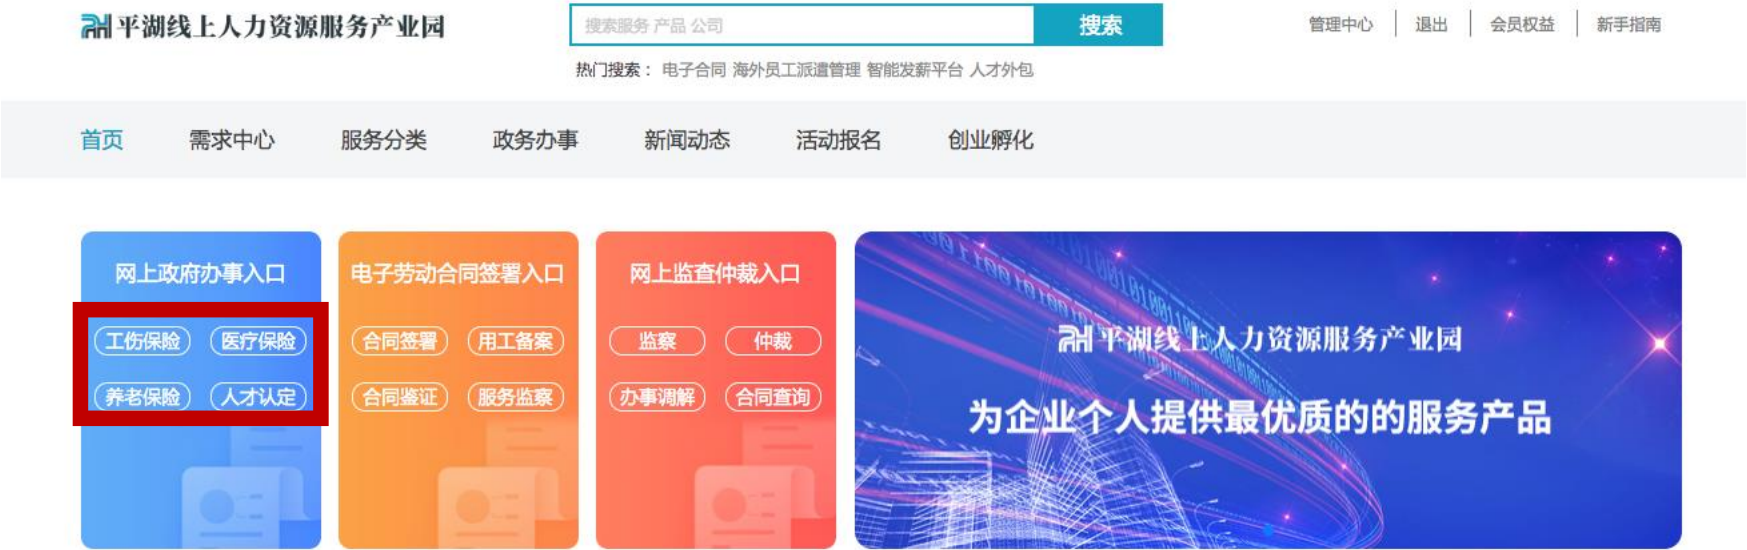 平湖线上人力资源服务产业园
搜索服务 产品 公司
搜索
管理中心
退出
会员权益
新手指南
热门搜索： 电子合同 海外员工派遣管理 智能发薪平台 人才外包
首页
需求中心
服务分类
政务办事
新闻动态
活动报名
创业孵化
网上政府办事入口
工伤保险 医疗保险
养老保险 人才认定
电子劳动合同签署入口
合同签署 用工备案
合同鉴证 服务监察
网上监查仲裁入口
监察 仲裁
办事调解 合同查询
平湖线上人力资源服务产业园
为企业个人提供最优质的的服务产品